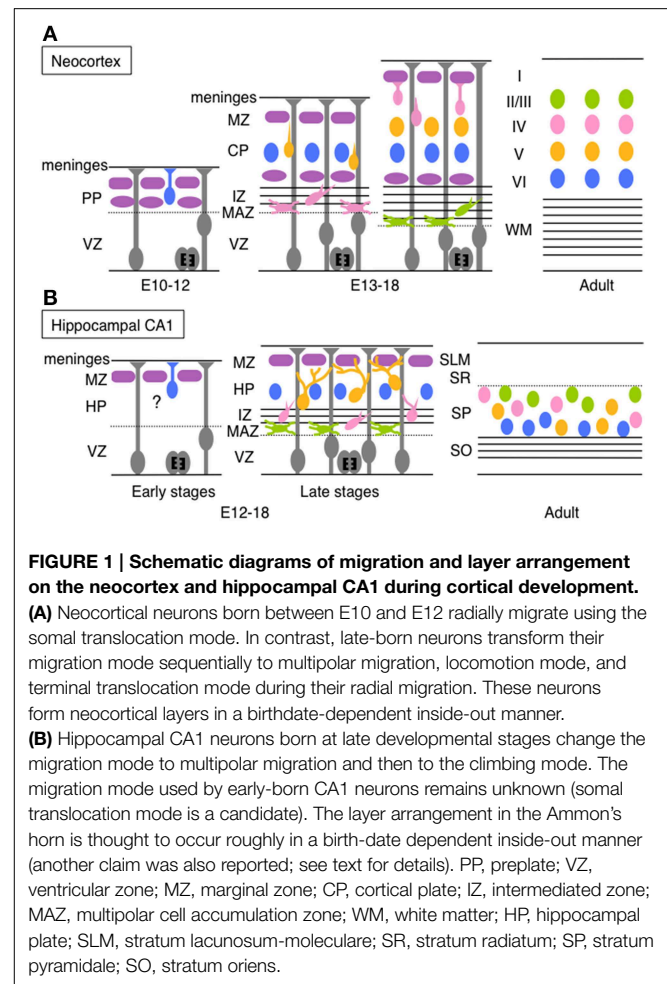 A
Neocortex
meninges
MZ
CP
IZ
MAZ
VZ
meninges
PP
VZ
E10-12
E13-18
I
II/III
IV
V
VI
WM
Adult
B
Hippocampal CA1
meninges
MZ
HP
?
VZ
Early stages
MZ
HP
IZ
MAZ
VZ
Late stages
E12-18
SLM
SR
SP
SO
Adult
FIGURE 1 | Schematic diagrams of migration and layer arrangement
on the neocortex and hippocampal CA1 during cortical development.
(A) Neocortical neurons born between E10 and E12 radially migrate using the
somal translocation mode. In contrast, late-born neurons transform their
migration mode sequentially to multipolar migration, locomotion mode, and
terminal translocation mode during their radial migration. These neurons
form neocortical layers in a birthdate-dependent inside-out manner.
(B) Hippocampal CA1 neurons born at late developmental stages change the
migration mode to multipolar migration and then to the climbing mode. The
migration mode used by early-born CA1 neurons remains unknown (somal
translocation mode is a candidate). The layer arrangement in the Ammon's
horn is thought to occur roughly in a birth-date dependent inside-out manner
(another claim was also reported; see text for details). PP, preplate; VZ,
ventricular zone; MZ, marginal zone; CP, cortical plate; IZ, intermediated zone;
MAZ, multipolar cell accumulation zone; WM, white matter; HP, hippocampal
plate; SLM, stratum lacunosum-moleculare; SR, stratum radiatum; SP, stratum
pyramidale; SO, stratum oriens.